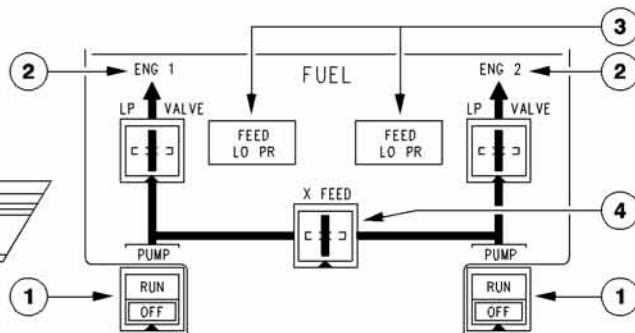 3
2
ENG 1
FUEL
ENG 2
2
LP VALVE
FEED
LO PR
FEED
LO PR
LP VALVE
X FEED
4
PUMP
PUMP
1
RUN
OFF
RUN
OFF
1